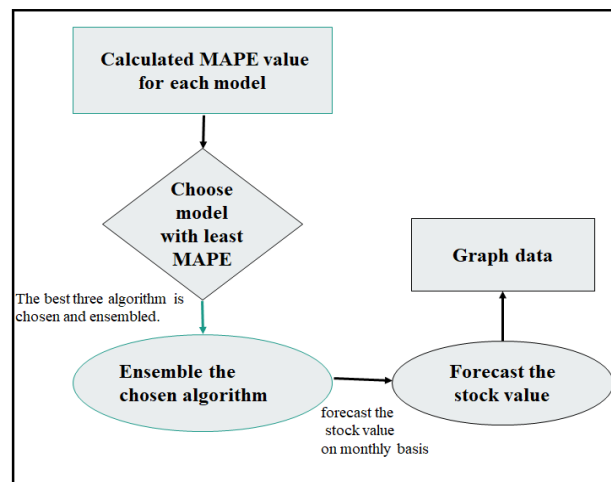 Calculated MAPE value
for each model
Choose
model
with least
MAPE
The best three algorithm is
chosen and ensembled.
Ensemble the
chosen algorithm
forecast the
stock value
on monthly basis
Forecast the
stock value
Graph data